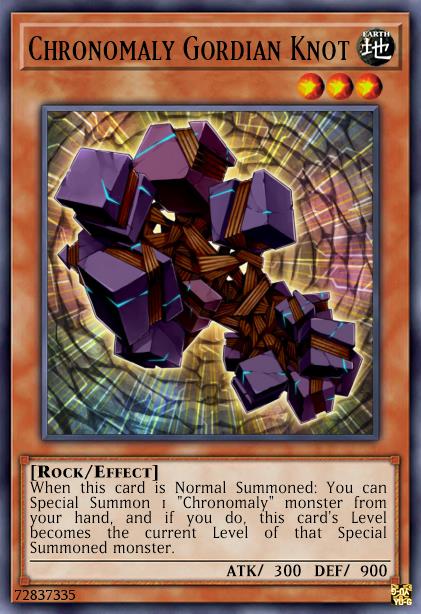 CHRONOMALY GORDIAN KNOT
EARTH
地
[ROCK/EFFECT]
When this card is Normal Summoned: You can
Special Summon 1 "Chronomaly" monster from
your hand, and if you do, this card's Level
becomes the current Level of that Special
Summoned monster.
ATK/ 300 DEF/ 900
72837335